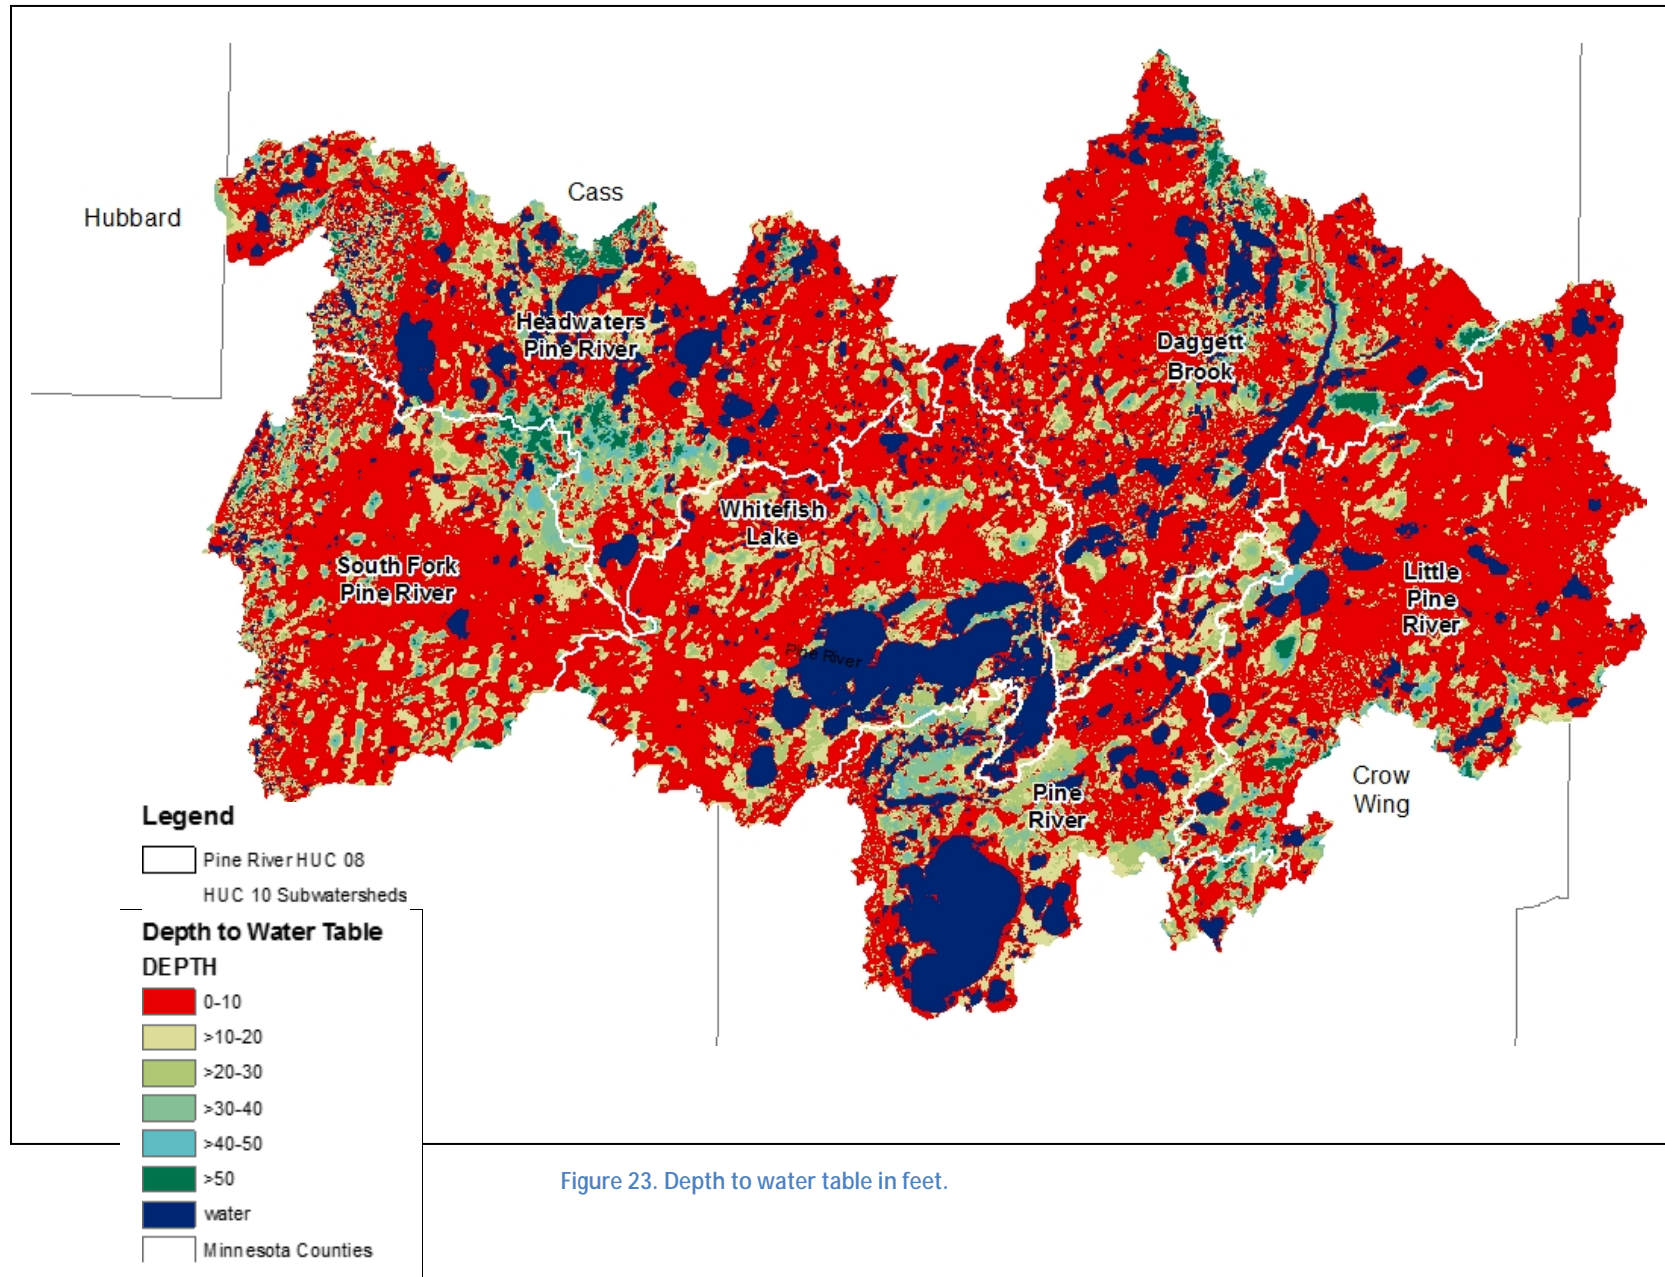 Cass
Hubbard
Headwaters
Pine River
Daggett
Brook
Whitefish
Lake
South Fork
Pine River
Little
Pine
River
Pine River
Crow
Wing
Pine
River
Legend
Pine River HUC 08
HUC 10 Subwatersheds
Depth to Water Table
DEPTH
0-10
>10-20
>20-30
>30-40
>40-50
>50
water
Minnesota Counties
Figure 23. Depth to water table in feet.